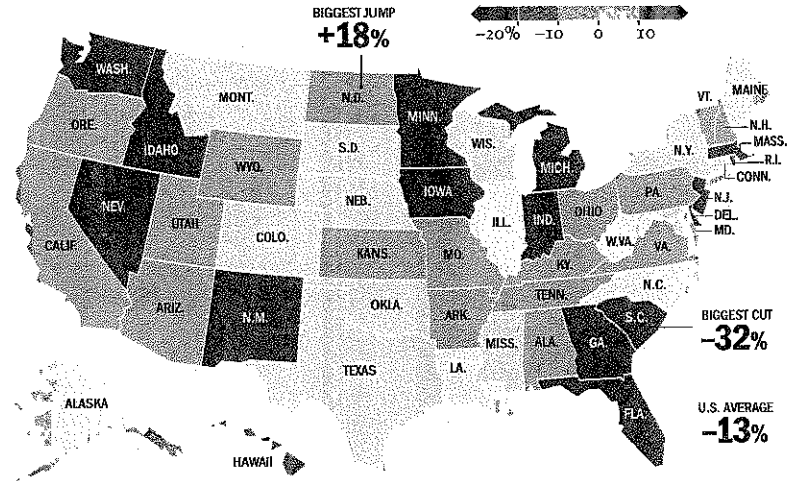 BIGGEST JUMP
+18%
-20% -10 0 10
WASH.
MONT.
N.D.
MINN.
VT.
MAINE
ORE.
IDAHO
S.D.
WIS.
MICH.
N.Y.
N.H.
MASS.
R.I.
CONN.
WYO.
NEV.
IOWA
NEB.
PA.
N.J.
DEL.
MD.
UTAH
COLO.
ILL.
IND.
OHIO
W.VA.
VA.
CALIF.
KANS.
MO.
KY.
N.C.
ARIZ.
N.M.
OKLA.
ARK.
TENN.
S.C.
BIGGEST CUT
-32%
TEXAS
LA.
MISS.
ALA.
GA.
FLA.
U.S. AVERAGE
-13%
ALASKA
HAWAII